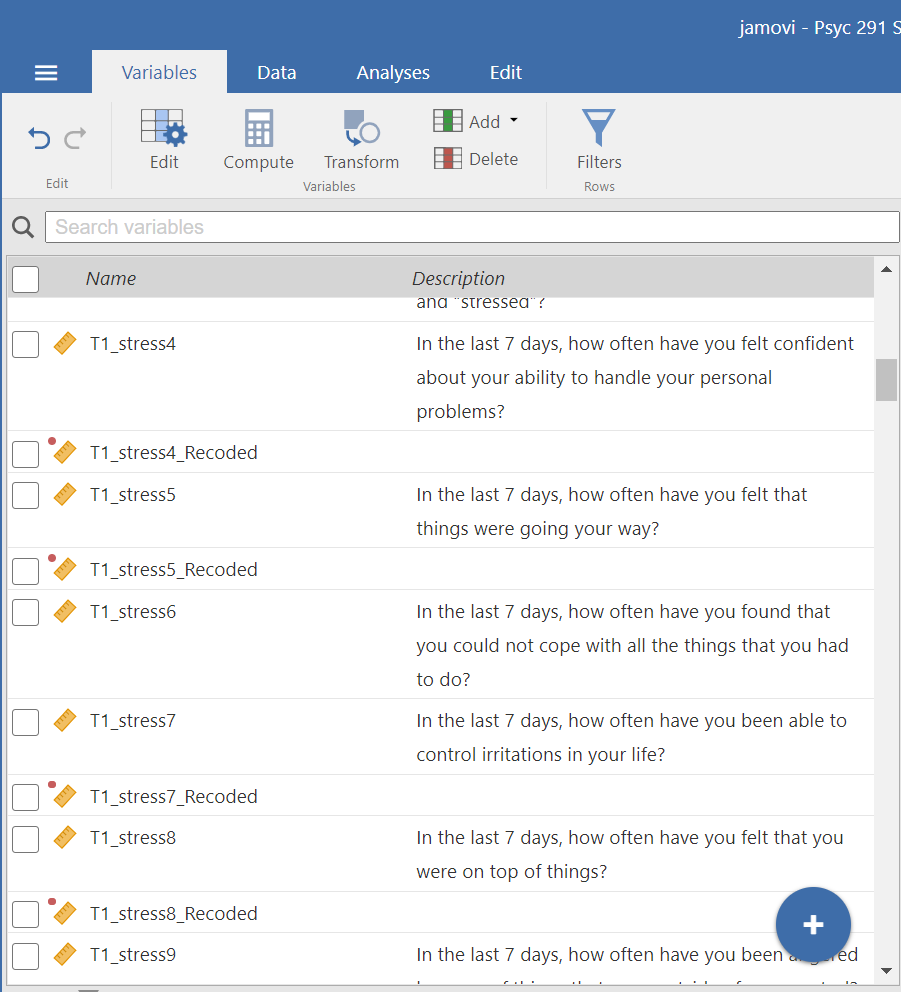 jamovi - Psyc 291 S
Variables Data Analyses Edit
Edit Compute Transform Add Delete Filters
Edit Variables Rows
Search variables
Name Description
and "stressed"?
T1_stress4 In the last 7 days, how often have you felt confident
about your ability to handle your personal
problems?
T1_stress4_Recoded
T1_stress5 In the last 7 days, how often have you felt that
things were going your way?
T1_stress5_Recoded
T1_stress6 In the last 7 days, how often have you found that
you could not cope with all the things that you had
to do?
T1_stress7 In the last 7 days, how often have you been able to
control irritations in your life?
T1_stress7_Recoded
T1_stress8 In the last 7 days, how often have you felt that you
were on top of things?
T1_stress8_Recoded
T1_stress9 In the last 7 days, how often have you been